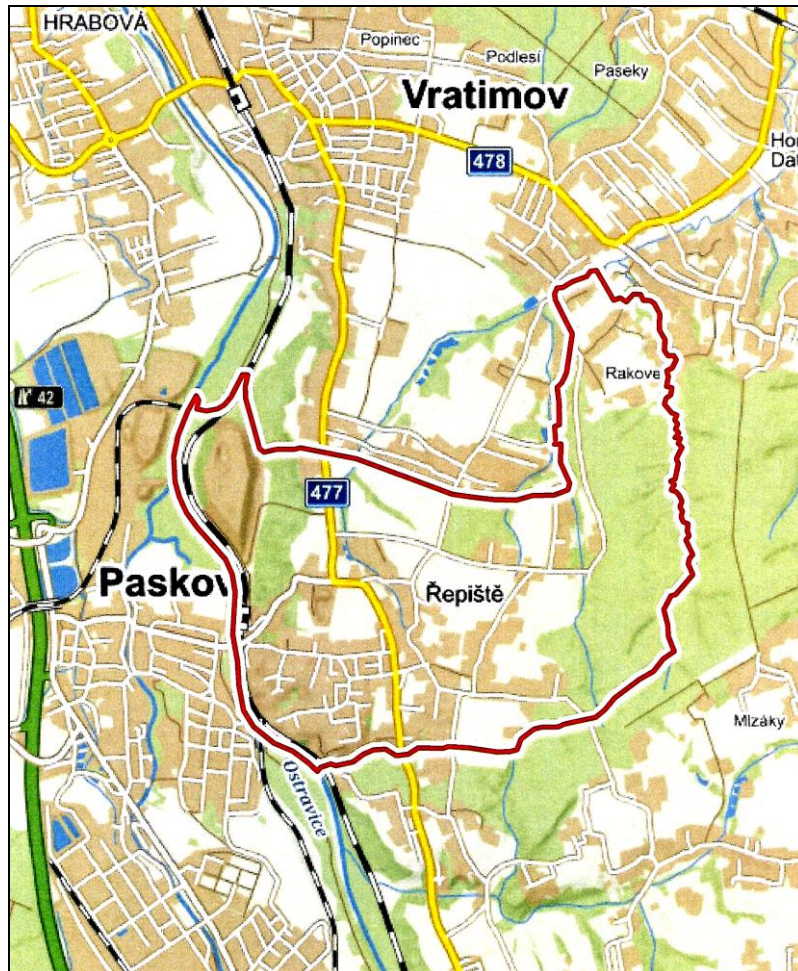 HRABOVÁ
Popinec
Podlesí
Paseky
Vratimov
478
Hor
Dat
Rakove
42
477
Paskov
Řepiště
Mlzáky
Ostravice